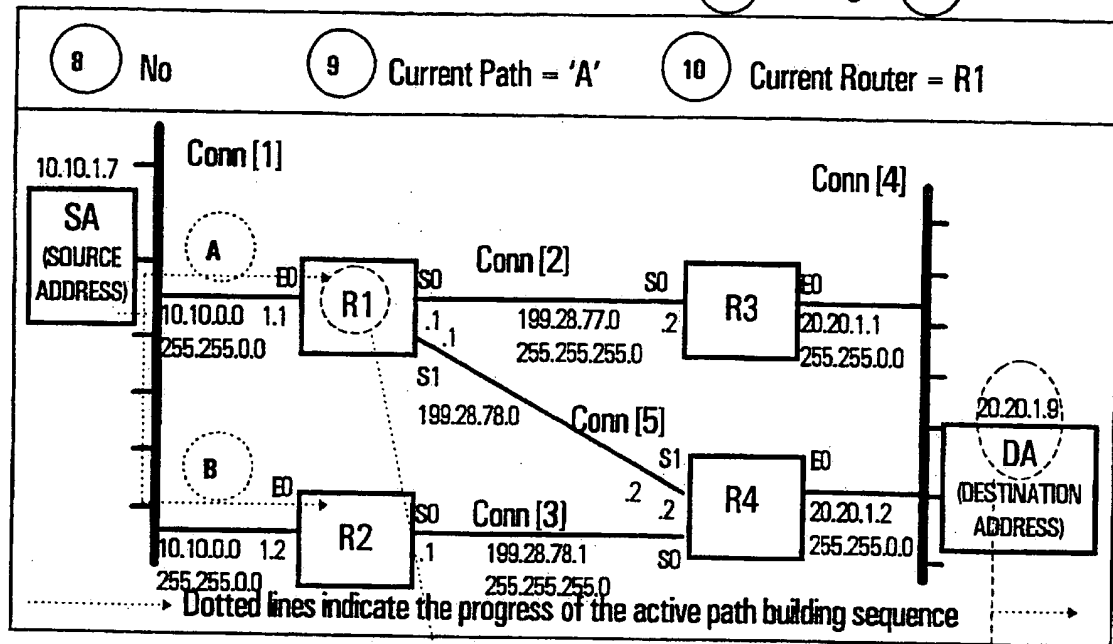 8 No 9 Current Path = 'A' 10 Current Router = R1
Conn [1]
10.10.1.7
Conn [4]
SA
(SOURCE
ADDRESS)
A
E0
R1
S0
Conn [2]
S0
R3
E0
10.10.0.0 1.1
255.255.0.0
.1
.1
199.28.77.0
255.255.255.0
.2
20.20.1.1
255.255.0.0
S1
199.28.78.0
Conn [5]
20.20.1.9
DA
(DESTINATION
ADDRESS)
B
E0
R2
S0
Conn [3]
S1
.2
.2
R4
E0
10.10.0.0 1.2
255.255.0.0
.1
199.28.78.1
255.255.255.0
S0
20.20.1.2
255.255.0.0
Dotted lines indicate the progress of the active path building sequence